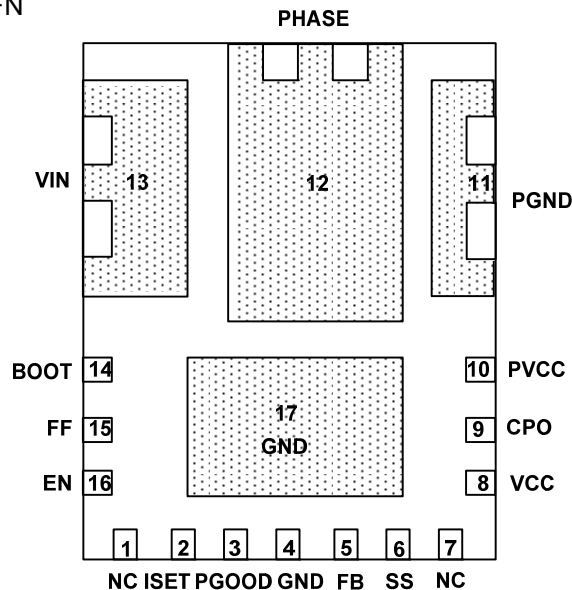 FN
PHASE
VIN
13
12
11
PGND
BOOT 14
10 PVCC
17
GND
FF 15
9 CPO
EN 16
8 VCC
1 2 3 4 5 6 7
NC ISET PGOOD GND FB SS NC